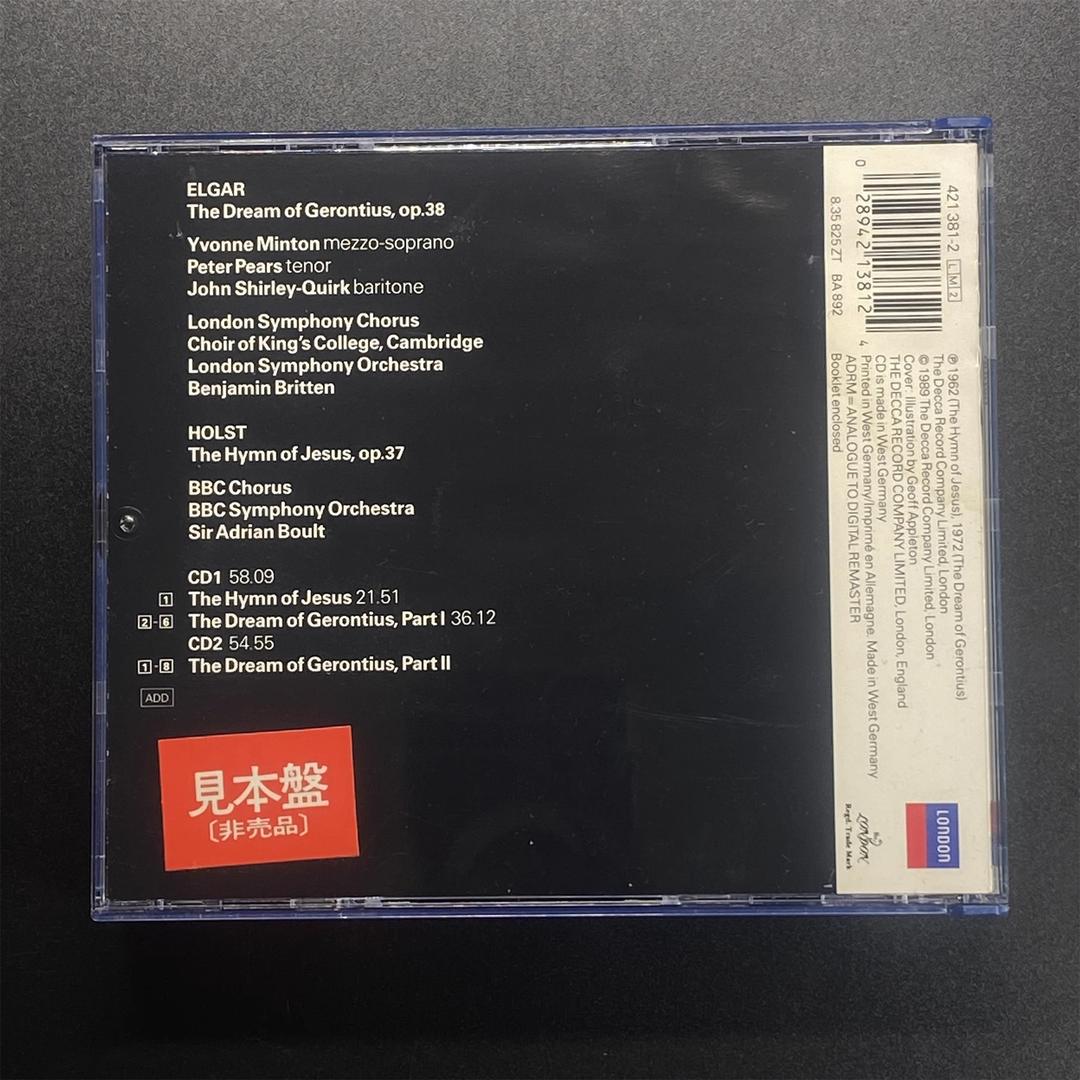 ELGAR
The Dream of Gerontius, op.38
Yvonne Minton mezzo-soprano
Peter Pears tenor
John Shirley-Quirk baritone
London Symphony Chorus
Choir of King's College, Cambridge
London Symphony Orchestra
Benjamin Britten
HOLST
The Hymn of Jesus, op.37
BBC Chorus
BBC Symphony Orchestra
Sir Adrian Boult
CD1 58.09
1 The Hymn of Jesus 21.51
2-6 The Dream of Gerontius, Part I 36.12
CD2 54.55
1-8 The Dream of Gerontius, Part II
ADD
見本盤
〔非売品〕
421 381-2 LM2
0 28942 13812 4
8.35 825 ZT BA 892
℗ 1962 (The Hymn of Jesus), 1972 (The Dream of Gerontius)
The Decca Record Company Limited, London
© 1989 The Decca Record Company Limited, London
Cover: Illustration by Geoff Appleton
THE DECCA RECORD COMPANY LIMITED, London, England
CD is made in West Germany
Printed in West Germany/Imprimé en Allemagne. Made in West Germany
ADRM = ANALOGUE TO DIGITAL REMASTER
Booklet enclosed
LONDON
London
Regd. Trade Mark